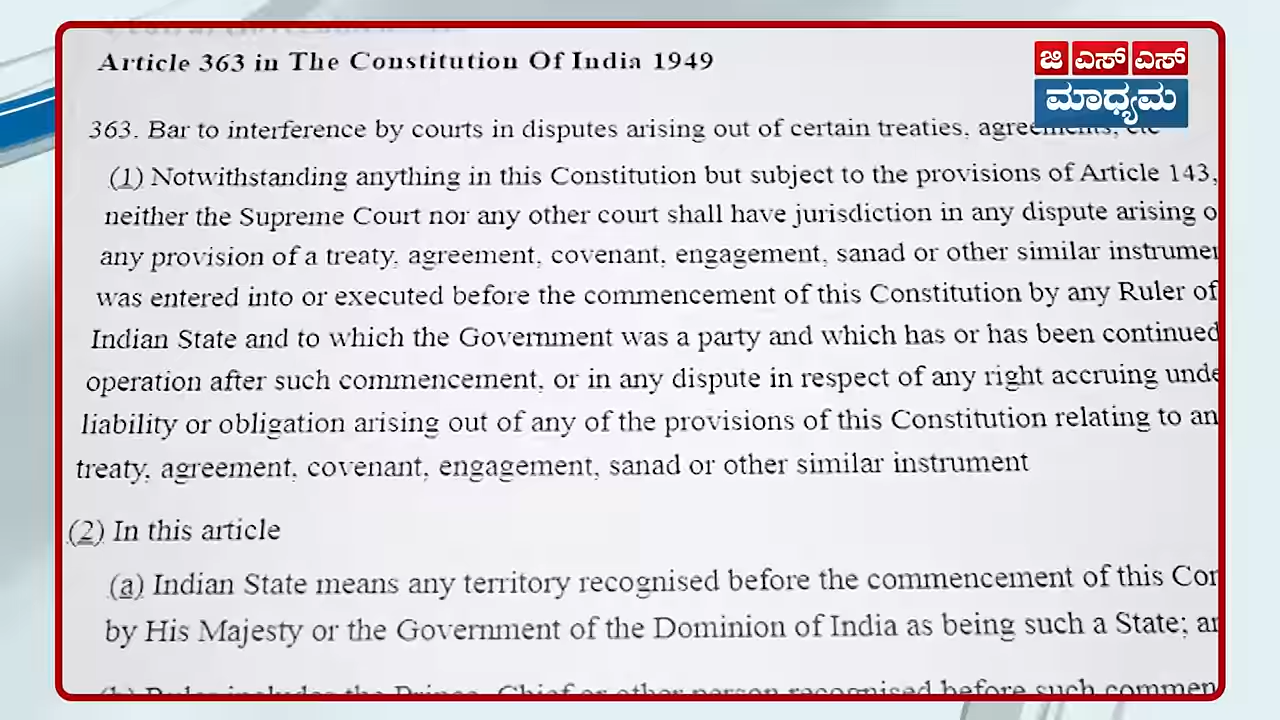 Article 363 in The Constitution Of India 1949
ಜಿ ಎಸ್ ಎಸ್
ಮಾಧ್ಯಮ
363. Bar to interference by courts in disputes arising out of certain treaties, agreements, etc
(1) Notwithstanding anything in this Constitution but subject to the provisions of Article 143,
neither the Supreme Court nor any other court shall have jurisdiction in any dispute arising o
any provision of a treaty, agreement, covenant, engagement, sanad or other similar instrumen
was entered into or executed before the commencement of this Constitution by any Ruler of
Indian State and to which the Government was a party and which has or has been continued
operation after such commencement, or in any dispute in respect of any right accruing unde
liability or obligation arising out of any of the provisions of this Constitution relating to an
treaty, agreement, covenant, engagement, sanad or other similar instrument
(2) In this article
(a) Indian State means any territory recognised before the commencement of this Con
by His Majesty or the Government of the Dominion of India as being such a State; an